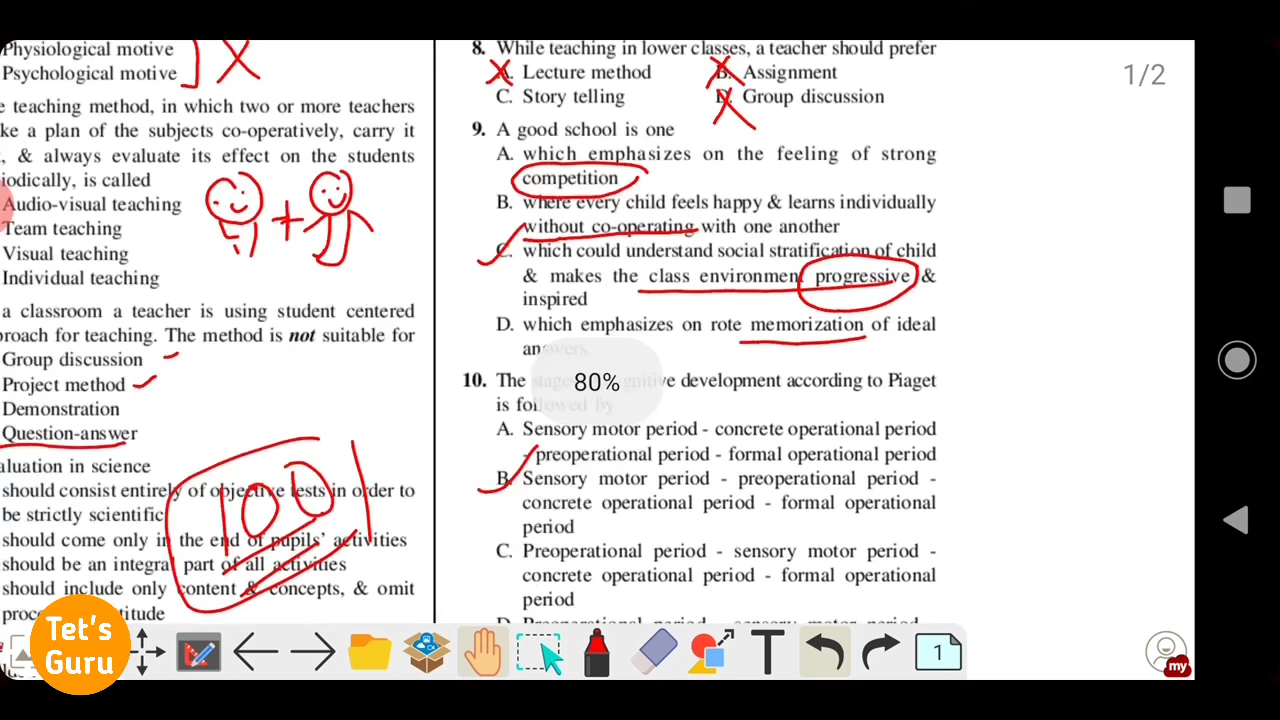 Physiological motive
Psychological motive
e teaching method, in which two or more teachers
ke a plan of the subjects co-operatively, carry it
, & always evaluate its effect on the students
iodically, is called
Audio-visual teaching
Team teaching
Visual teaching
Individual teaching
a classroom a teacher is using student centered
proach for teaching. The method is not suitable for
Group discussion
Project method
Demonstration
Question-answer
aluation in science
should consist entirely of objective tests in order to
be strictly scientific
should come only in the end of pupils' activities
should be an integral part of all activities
should include only content & concepts, & omit
100
8. While teaching in lower classes, a teacher should prefer
A. Lecture method B. Assignment
C. Story telling D. Group discussion
9. A good school is one
A. which emphasizes on the feeling of strong
competition
B. where every child feels happy & learns individually
without co-operating with one another
C. which could understand social stratification of child
& makes the class environment progressive &
inspired
D. which emphasizes on rote memorization of ideal
answers
10. The stages cognitive development according to Piaget
is followed by
A. Sensory motor period - concrete operational period
- preoperational period - formal operational period
B. Sensory motor period - preoperational period -
concrete operational period - formal operational
period
C. Preoperational period - sensory motor period -
concrete operational period - formal operational
period
D. Preoperational period - sensory motor period -
1/2
80%
Tet's
Guru
T
1
my